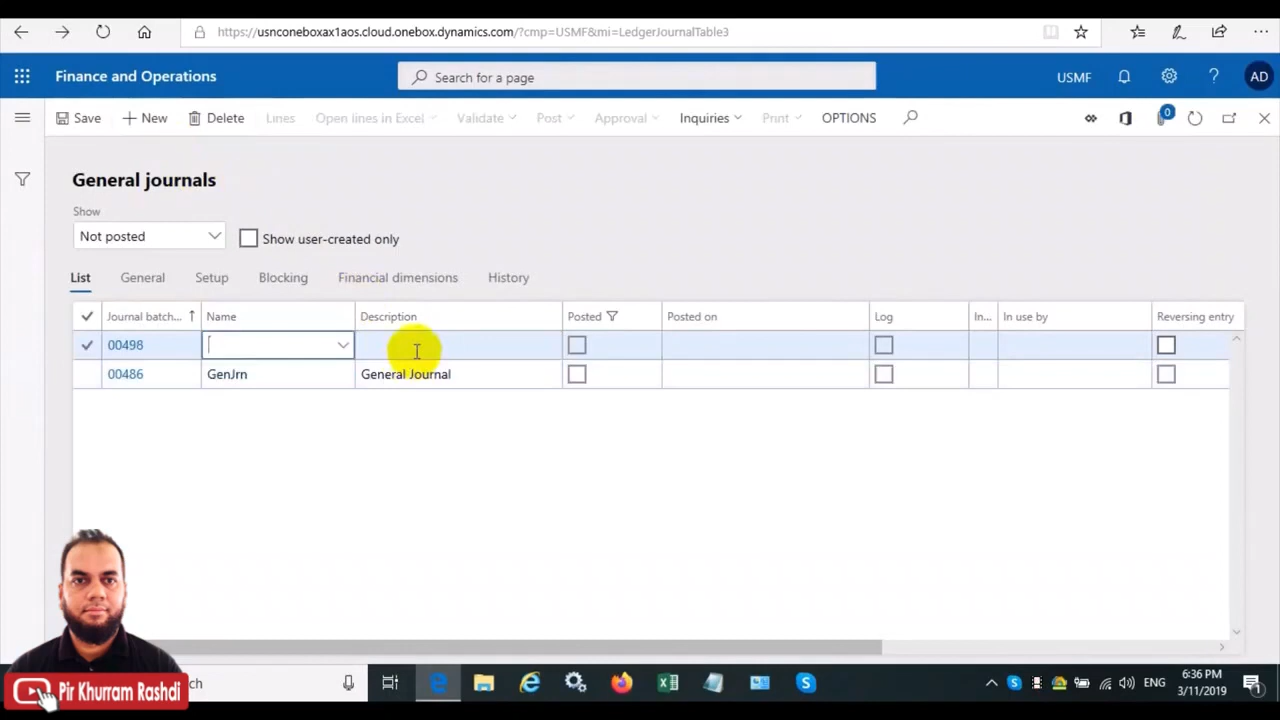 https://usnconeboxax1aos.cloud.onebox.dynamics.com/?cmp=USMF&mi=LedgerJournalTable3
Finance and Operations
Search for a page
USMF
?
AD
Save
New
Delete
Lines
Open lines in Excel
Validate
Post
Approval
Inquiries
Print
OPTIONS
0
General journals
Show
Not posted
Show user-created only
List
General
Setup
Blocking
Financial dimensions
History
Journal batch...
Name
Description
Posted
Posted on
Log
In...
In use by
Reversing entry
00498
00486
GenJrn
General Journal
Pir Khurram Rashdi
ch
ENG
6:36 PM
3/11/2019
1